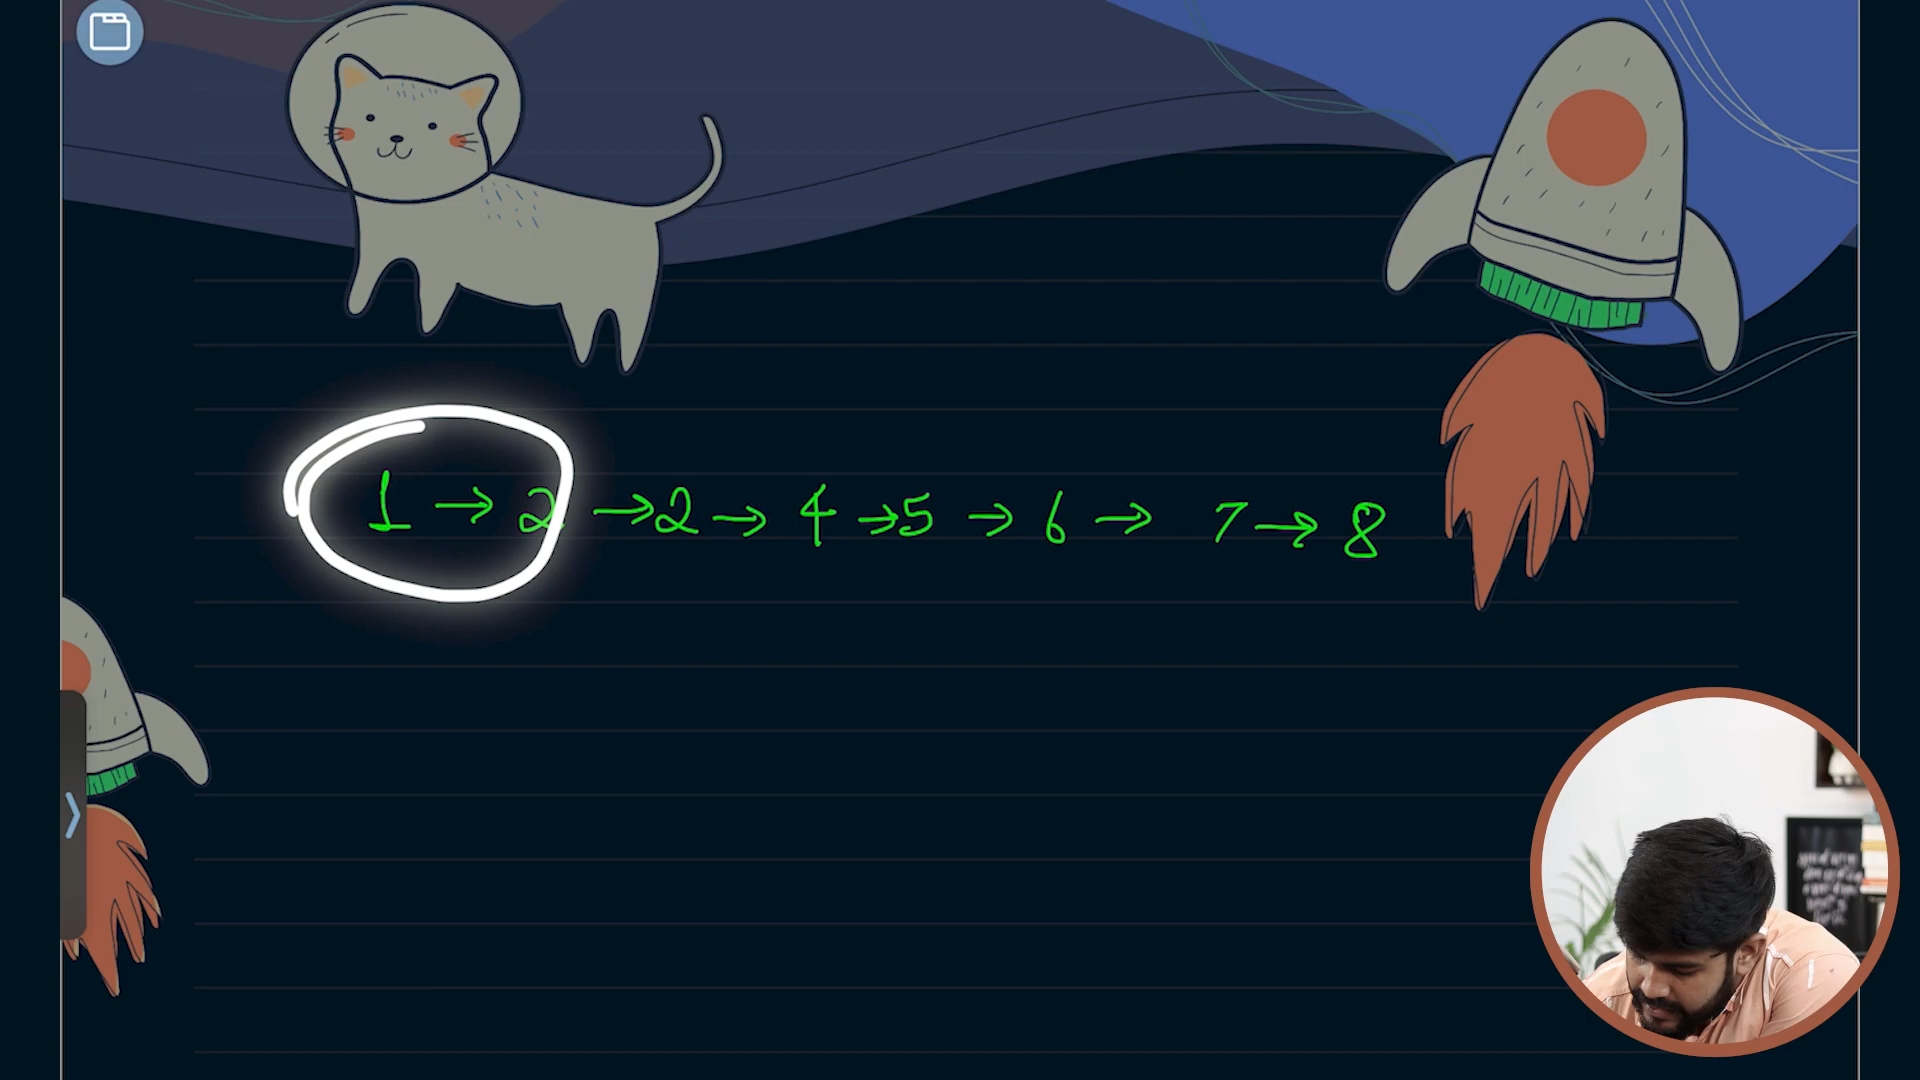 1 → 2 → 2 → 4 → 5 → 6 → 7 → 8